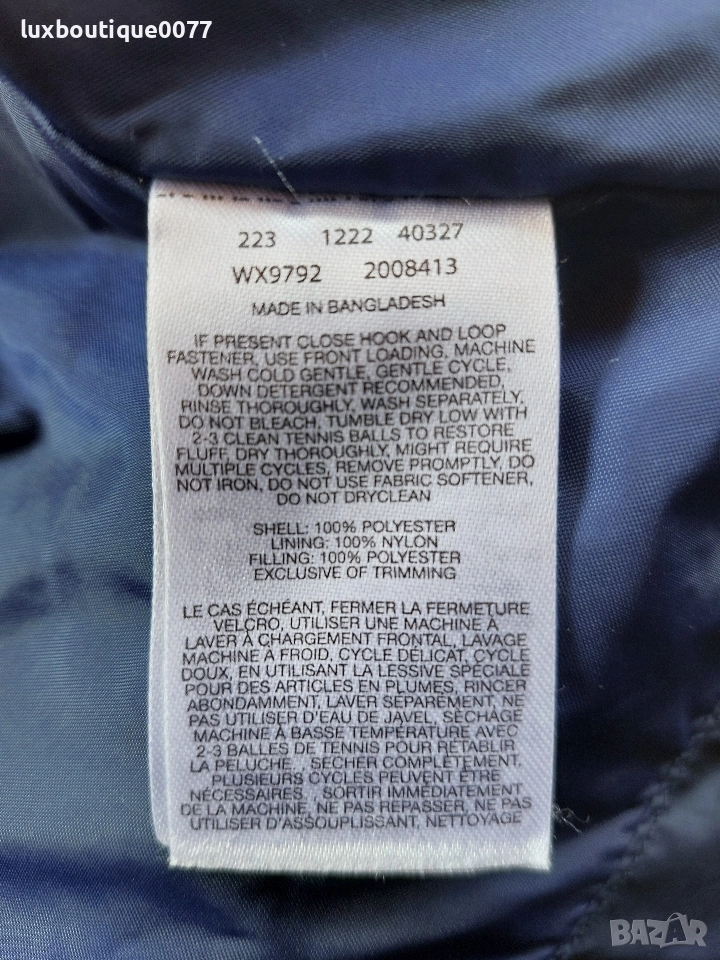 luxboutique0077
223 1222 40327
WX9792 2008413
MADE IN BANGLADESH
IF PRESENT CLOSE HOOK AND LOOP
FASTENER, USE FRONT LOADING, MACHINE
WASH COLD GENTLE, GENTLE CYCLE,
DOWN DETERGENT RECOMMENDED,
RINSE THOROUGHLY, WASH SEPARATELY,
DO NOT BLEACH, TUMBLE DRY LOW WITH
2-3 CLEAN TENNIS BALLS TO RESTORE
FLUFF, DRY THOROUGHLY, MIGHT REQUIRE
MULTIPLE CYCLES, REMOVE PROMPTLY, DO
NOT IRON, DO NOT USE FABRIC SOFTENER,
DO NOT DRYCLEAN
SHELL: 100% POLYESTER
LINING: 100% NYLON
FILLING: 100% POLYESTER
EXCLUSIVE OF TRIMMING
LE CAS ÉCHÉANT, FERMER LA FERMETURE
VELCRO, UTILISER UNE MACHINE À
LAVER À CHARGEMENT FRONTAL, LAVAGE
MACHINE À FROID, CYCLE DÉLICAT, CYCLE
DOUX, EN UTILISANT LA LESSIVE SPÉCIALE
POUR DES ARTICLES EN PLUMES, RINCER
ABONDAMMENT, LAVER SÉPARÉMENT, NE
PAS UTILISER D'EAU DE JAVEL, SÉCHAGE
MACHINE À BASSE TEMPÉRATURE AVEC
2-3 BALLES DE TENNIS POUR RÉTABLIR
LA PELUCHE , SÉCHER COMPLÈTEMENT,
PLUSIEURS CYCLES PEUVENT ÊTRE
NÉCESSAIRES , SORTIR IMMÉDIATEMENT
DE LA MACHINE, NE PAS REPASSER, NE PAS
UTILISER D'ASSOUPLISSANT, NETTOYAGE
BAZAR